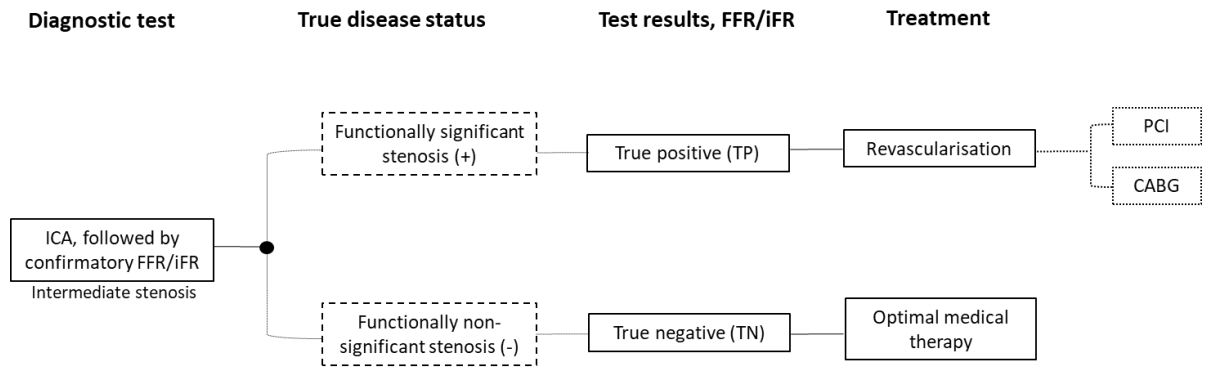 Diagnostic test
True disease status
Test results, FFR/iFR
Treatment
Functionally significant
stenosis (+)
True positive (TP)
Revascularisation
PCI
CABG
ICA, followed by
confirmatory FFR/iFR
Intermediate stenosis
Functionally non-
significant stenosis (-)
True negative (TN)
Optimal medical
therapy